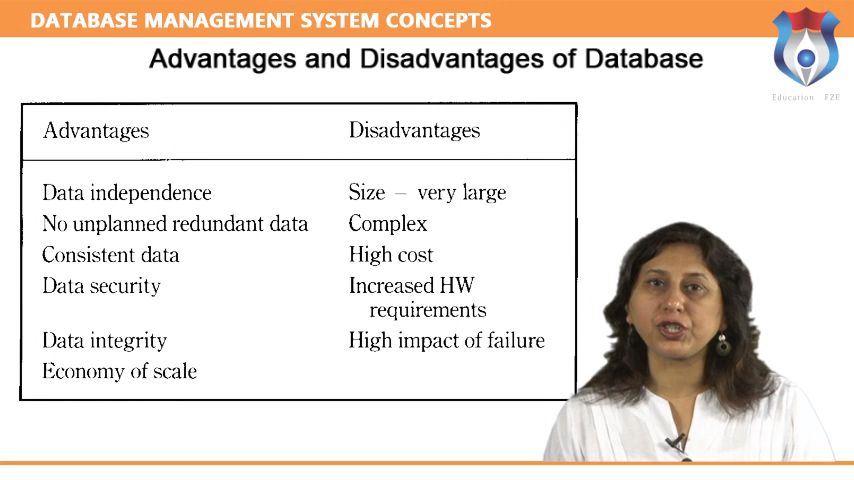 DATABASE MANAGEMENT SYSTEM CONCEPTS
Advantages and Disadvantages of Database
Education FZE
Advantages Disadvantages
Data independence Size – very large
No unplanned redundant data Complex
Consistent data High cost
Data security Increased HW
requirements
Data integrity High impact of failure
Economy of scale